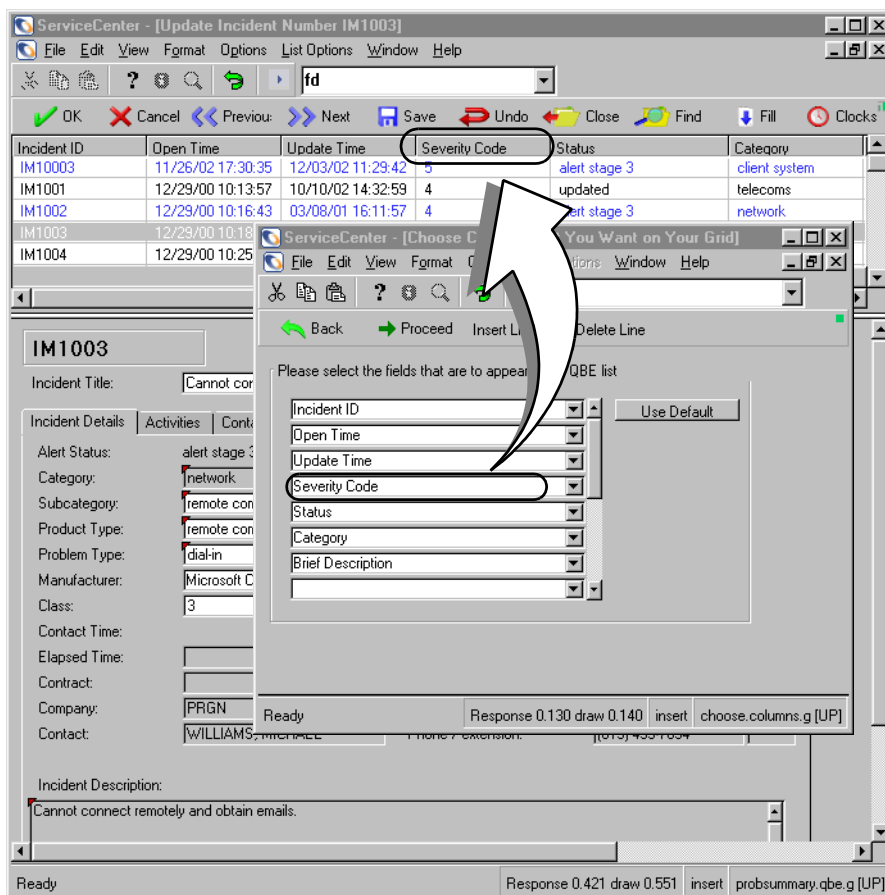 ServiceCenter - [Update Incident Number IM1003]
File Edit View Format Options List Options Window Help
? fd
OK Cancel Previou: Next Save Undo Close Find Fill Clocks
Incident ID Open Time Update Time Severity Code Status Category
IM10003 11/26/02 17:30:35 12/03/02 11:29:42 5 alert stage 3 client system
IM1001 12/29/00 10:13:57 10/10/02 14:32:59 4 updated telecoms
IM1002 12/29/00 10:16:43 03/08/01 16:11:57 4 alert stage 3 network
IM1003 12/29/00 10:18
IM1004 12/29/00 10:25
ServiceCenter - [Choose C You Want on Your Grid]
File Edit View Format Window Help
?
Back Proceed Insert Li Delete Line
Please select the fields that are to appear QBE list
Incident ID
Use Default
Open Time
Update Time
Severity Code
Status
Category
Brief Description
Ready Response 0.130 draw 0.140 insert choose.columns.g [UP]
IM1003
Incident Title: Cannot cor
Incident Details Activities Conta
Alert Status: alert stage 3
Category: network
Subcategory: remote con
Product Type: remote con
Problem Type: dial-in
Manufacturer: Microsoft C
Class: 3
Contact Time:
Elapsed Time:
Contract:
Company: PRGN
Contact: WILLIAMS, MICHAEL Phone / extension:
Incident Description:
Cannot connect remotely and obtain emails.
Ready Response 0.421 draw 0.551 insert probsummary.qbe.g [UP]